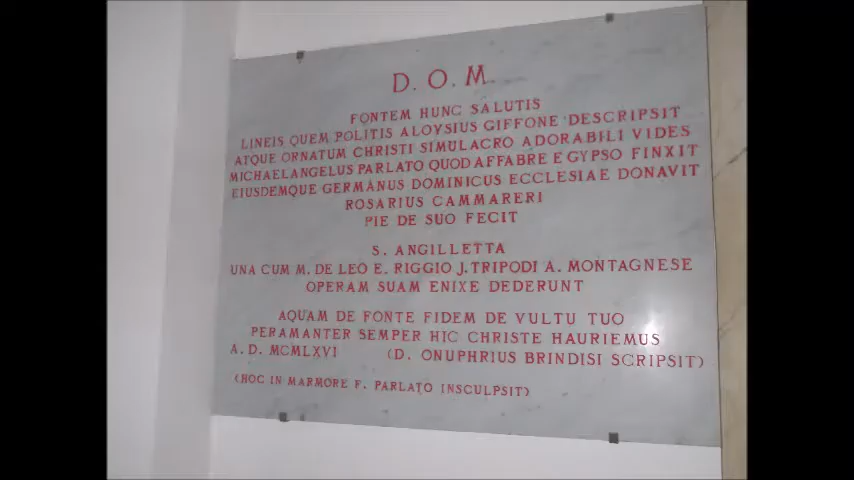 D. O. M.
FONTEM HUNC SALUTIS
LINEIS QUEM POLITIS ALOYSIUS GIFFONE DESCRIPSIT
ATQUE ORNATUM CHRISTI SIMULACRO ADORABILI VIDES
MICHAELANGELUS PARLATO QUOD AFFABRE E GYPSO FINXIT
EIUSDEMQUE GERMANUS DOMINICUS ECCLESIAE DONAVIT
ROSARIUS CAMMARERI
PIE DE SUO FECIT
S. ANGILLETTA
UNA CUM M. DE LEO E. RIGGIO J. TRIPODI A. MONTAGNESE
OPERAM SUAM ENIXE DEDERUNT
AQUAM DE FONTE FIDEM DE VULTU TUO
PERAMANTER SEMPER HIC CHRISTE HAURIEMUS
A. D. MCMLXVI (D. ONUPHRIUS BRINDISI SCRIPSIT)
(HOC IN MARMORE F. PARLATO INSCULPSIT)